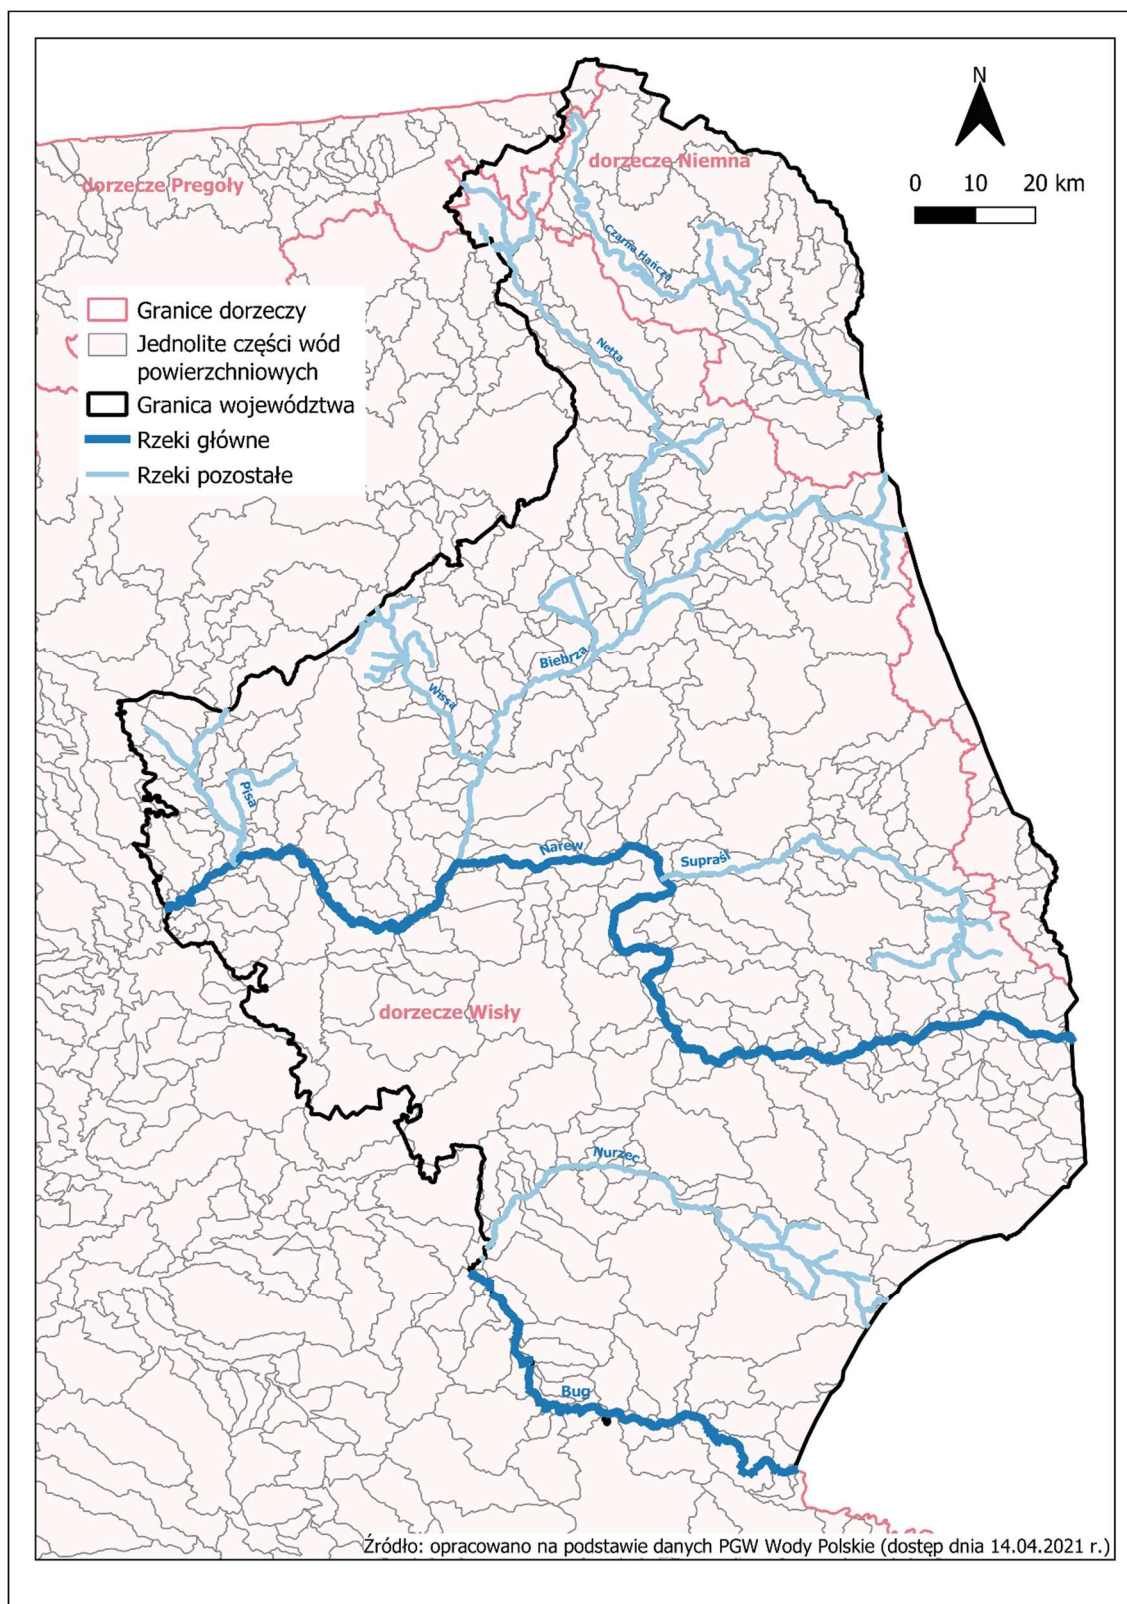 N
0 10 20 km
dorzecze Niemna
dorzecze Pregoły
Czarna Hańcza
Granice dorzeczy
Jednolite części wód
powierzchniowych
Granica województwa
Rzeki główne
Rzeki pozostałe
Netta
Biebrza
Wissa
Pisa
Narew
Supraśl
dorzecze Wisły
Nurzec
Bug
Źródło: opracowano na podstawie danych PGW Wody Polskie (dostęp dnia 14.04.2021 r.)